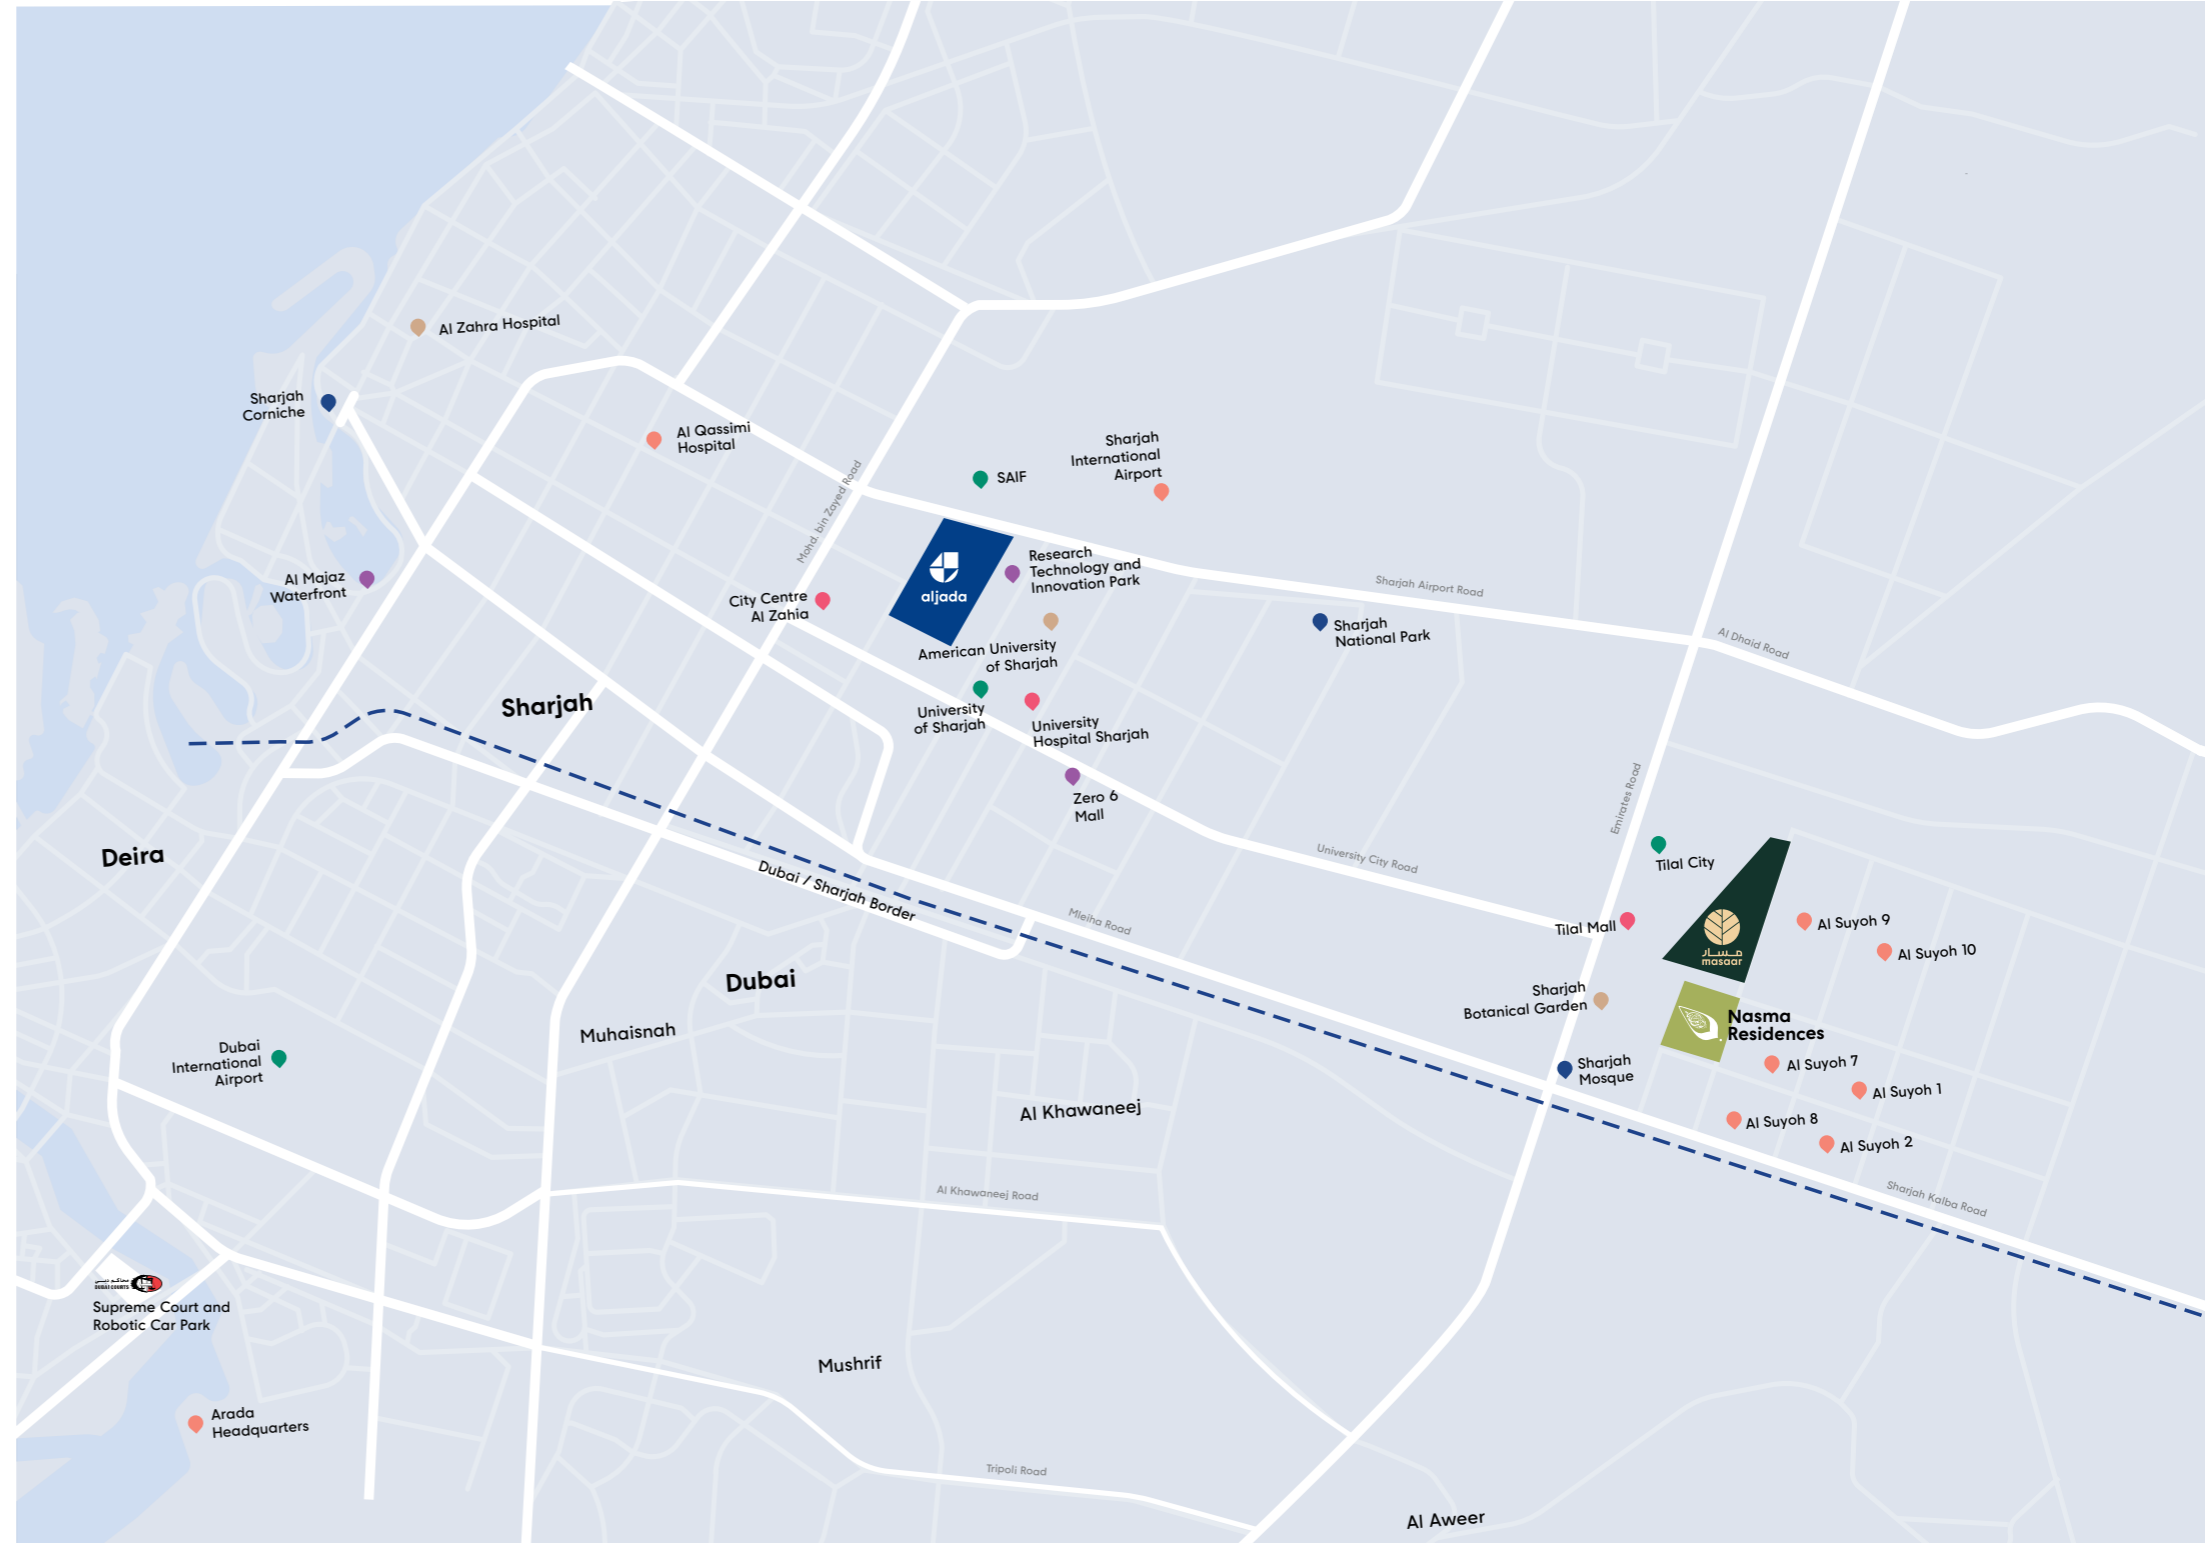 Al Zahra Hospital
Sharjah
Corniche
Al Qassimi
Hospital
Mohd. bin Zayed Road
SAIF
Sharjah
International
Airport
aljada
Research
Technology and
Innovation Park
Al Majaz
Waterfront
City Centre
Al Zahia
American University
of Sharjah
Sharjah Airport Road
Sharjah
National Park
Al Dhaid Road
Sharjah
University
of Sharjah
University
Hospital Sharjah
Zero 6
Mall
Emirates Road
Deira
Dubai / Sharjah Border
University City Road
Tilal City
Mleiha Road
Tilal Mall
مسار
masaar
Al Suyoh 9
Al Suyoh 10
Dubai
Sharjah
Botanical Garden
Nasma
Residences
Muhaisnah
Dubai
International
Airport
Sharjah
Mosque
Al Suyoh 7
Al Suyoh 1
Al Khawaneej
Al Suyoh 8
Al Suyoh 2
Al Khawaneej Road
Sharjah Kalba Road
محاكم دبي
DUBAI COURTS
Supreme Court and
Robotic Car Park
Mushrif
Arada
Headquarters
Tripoli Road
Al Aweer